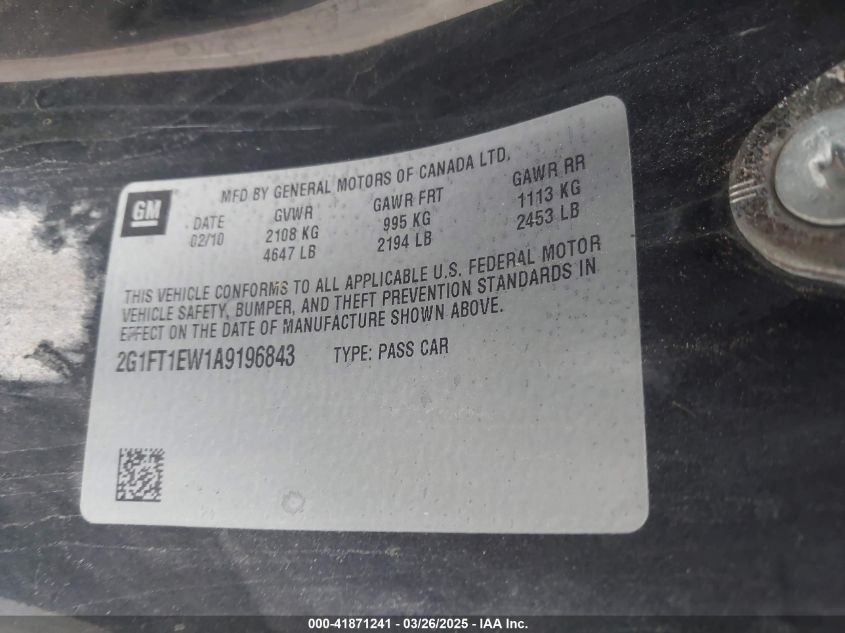 GM
MFD BY GENERAL MOTORS OF CANADA LTD.
DATE GVWR GAWR FRT GAWR RR
02/10 2108 KG 995 KG 1113 KG
4647 LB 2194 LB 2453 LB
THIS VEHICLE CONFORMS TO ALL APPLICABLE U.S. FEDERAL MOTOR
VEHICLE SAFETY, BUMPER, AND THEFT PREVENTION STANDARDS IN
EFFECT ON THE DATE OF MANUFACTURE SHOWN ABOVE.
2G1FT1EW1A9196843 TYPE: PASS CAR
000-41871241 - 03/26/2025 - IAA Inc.